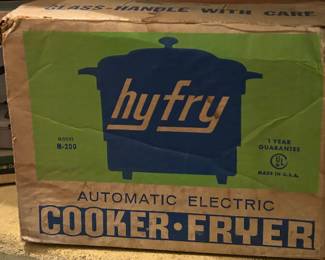 GLASS-HANDLE WITH CARE
hyfry
MODEL
H-200
1 YEAR
GUARANTEE
UL
MADE IN U.S.A.
AUTOMATIC ELECTRIC
COOKER·FRYER